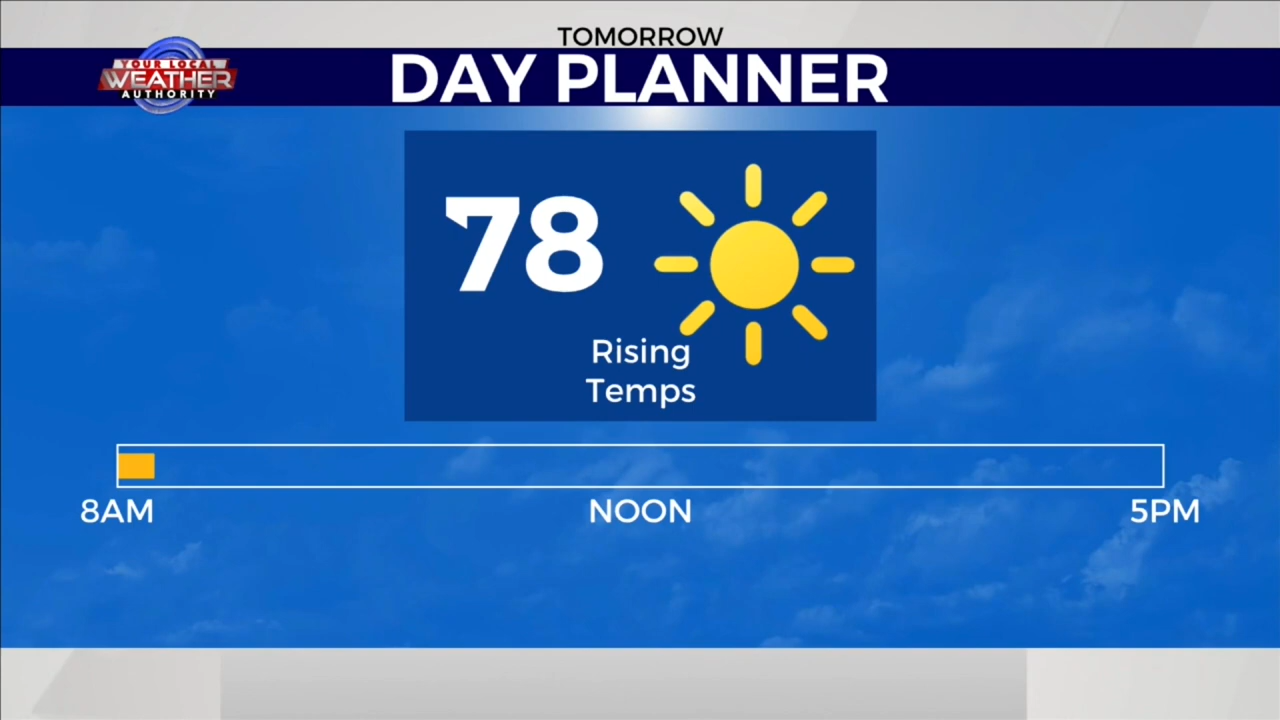 TOMORROW
YOUR LOCAL
WEATHER
AUTHORITY
DAY PLANNER
78
Rising
Temps
8AM
NOON
5PM